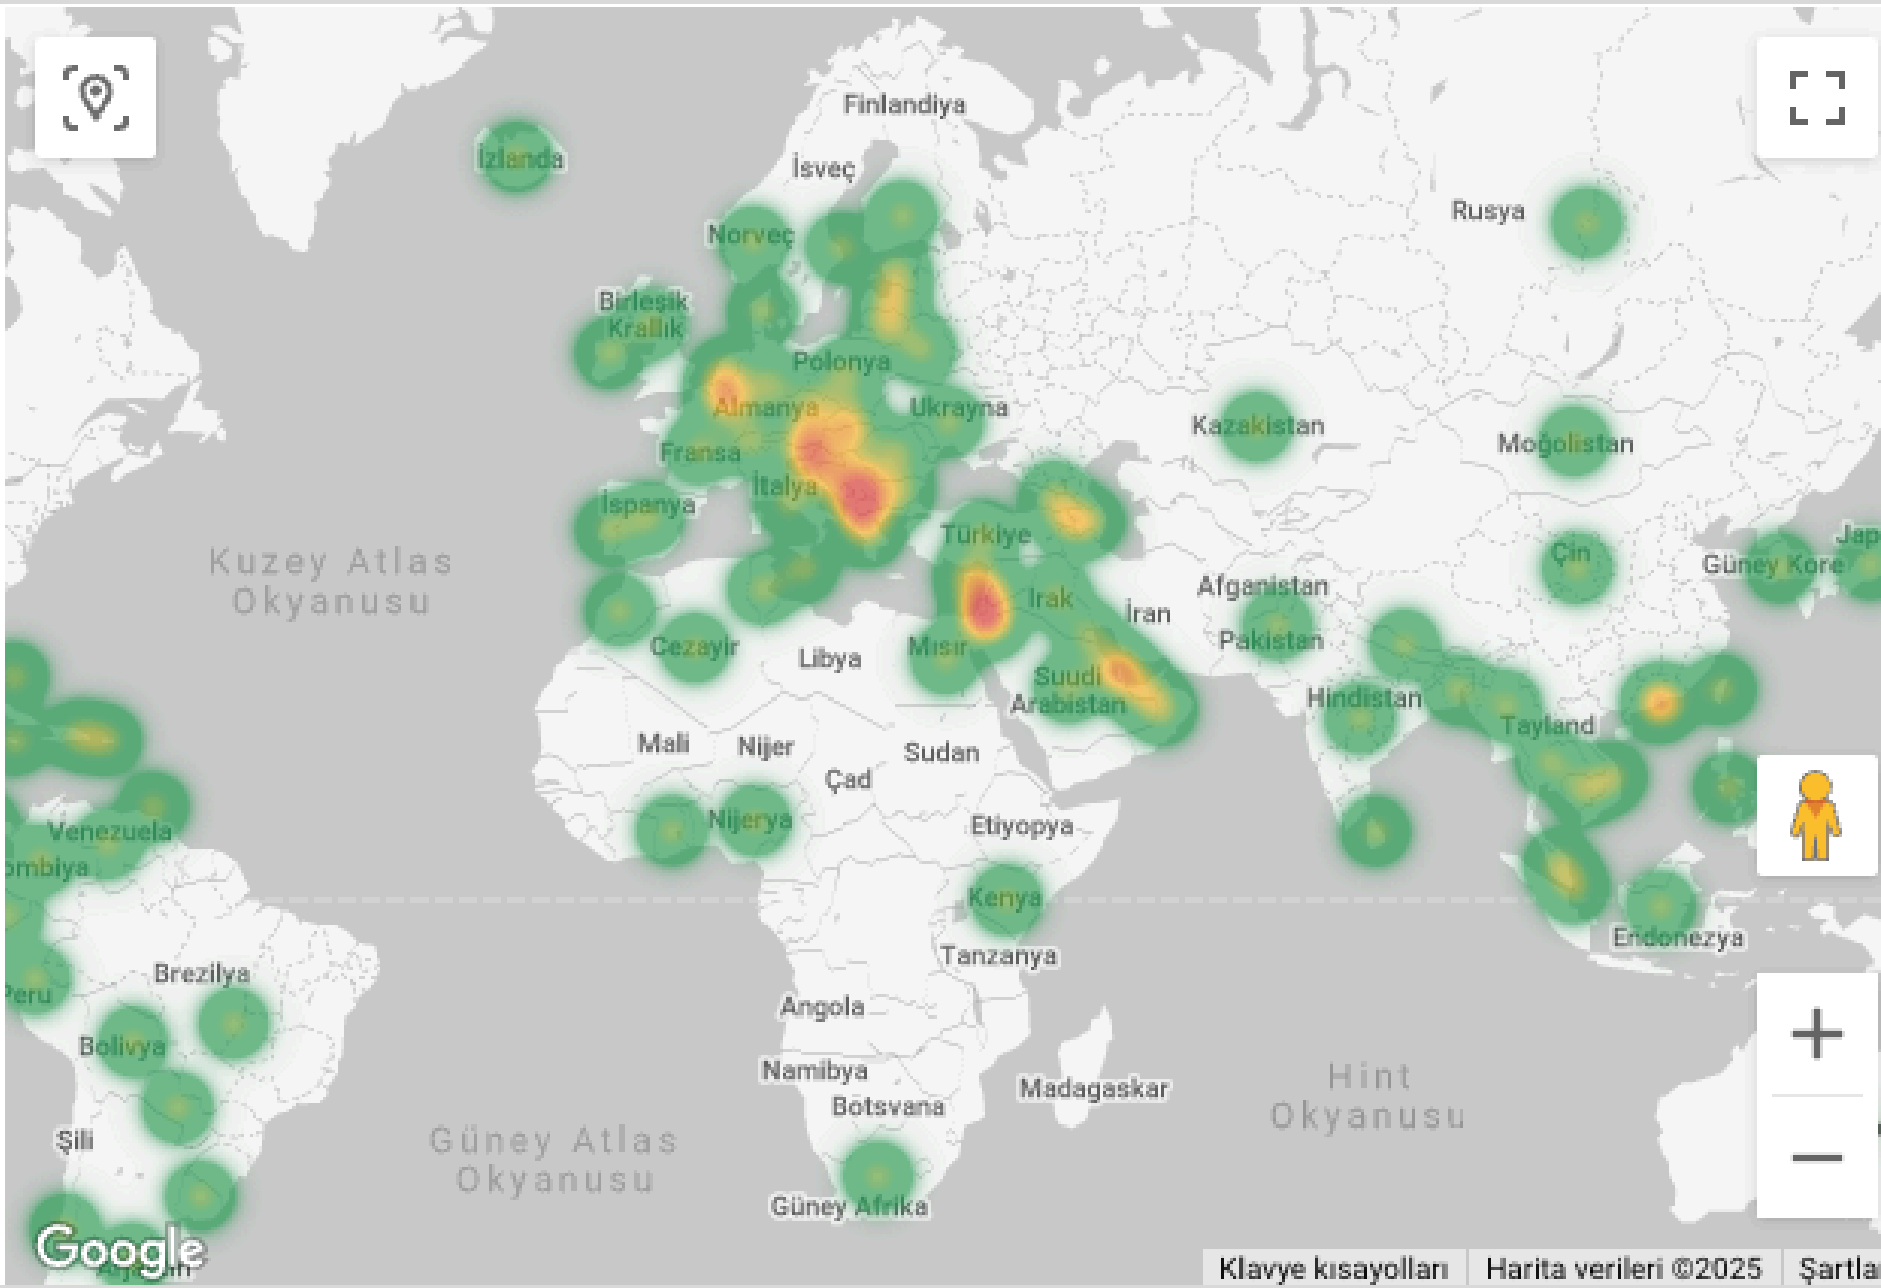 Finlandiya
İzlanda
İsveç
Rusya
Norveç
Birleşik
Krallık
Polonya
Almanya
Ukrayna
Kazakistan
Moğolistan
Fransa
İtalya
İspanya
Türkiye
Kuzey Atlas
Okyanusu
Çin
Güney Kore
Afganistan
Irak
İran
Pakistan
Cezayir
Libya
Mısır
Suudi
Arabistan
Hindistan
Tayland
Mali
Nijer
Sudan
Çad
Nijerya
Etiyopya
Venezuela
ombiya
Kenya
Endonezya
Tanzanya
Brezilya
Peru
Angola
Bolivya
Namibya
Madagaskar
Hint
Okyanusu
Botsvana
Şili
Güney Atlas
Okyanusu
Güney Afrika
Google
Klavye kısayolları
Harita verileri ©2025